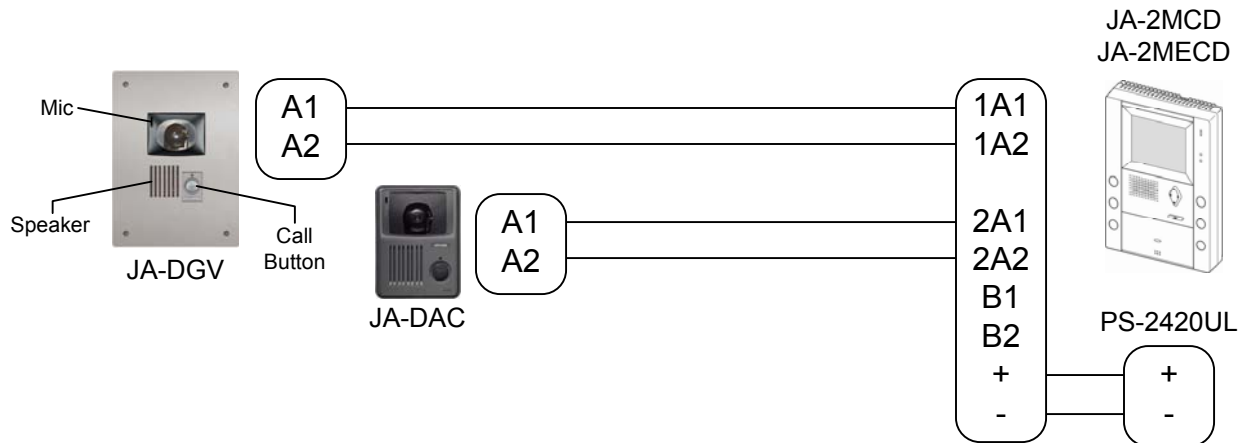 JA-2MCD
JA-2MECD
Mic
Speaker
Call
Button
JA-DGV
A1
A2
JA-DAC
A1
A2
1A1
1A2
2A1
2A2
B1
B2
+
-
PS-2420UL
+
-